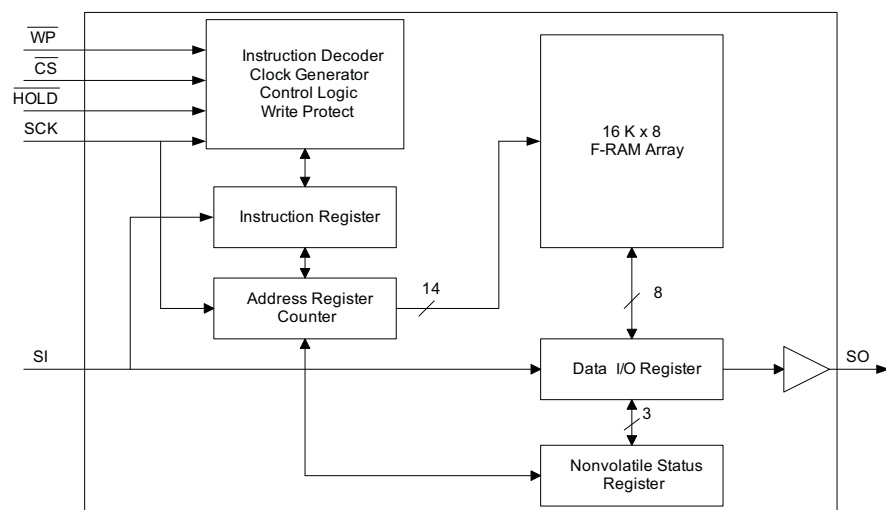 WP
CS
HOLD
SCK
Instruction Decoder
Clock Generator
Control Logic
Write Protect
16 K x 8
F-RAM Array
Instruction Register
Address Register
Counter
14
8
SI
Data I/O Register
SO
3
Nonvolatile Status
Register